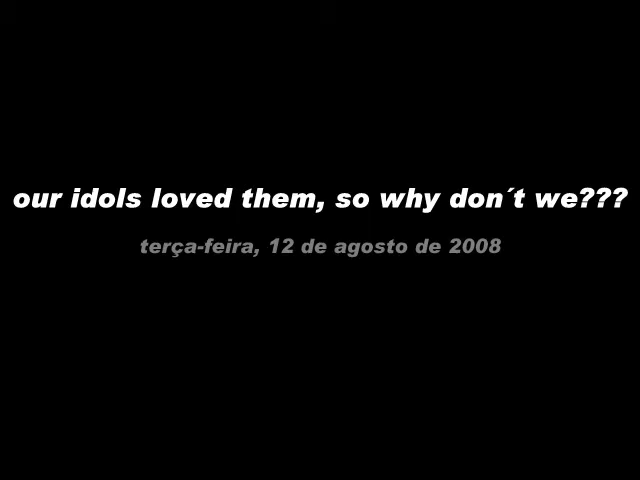 our idols loved them, so why don´t we???
terça-feira, 12 de agosto de 2008